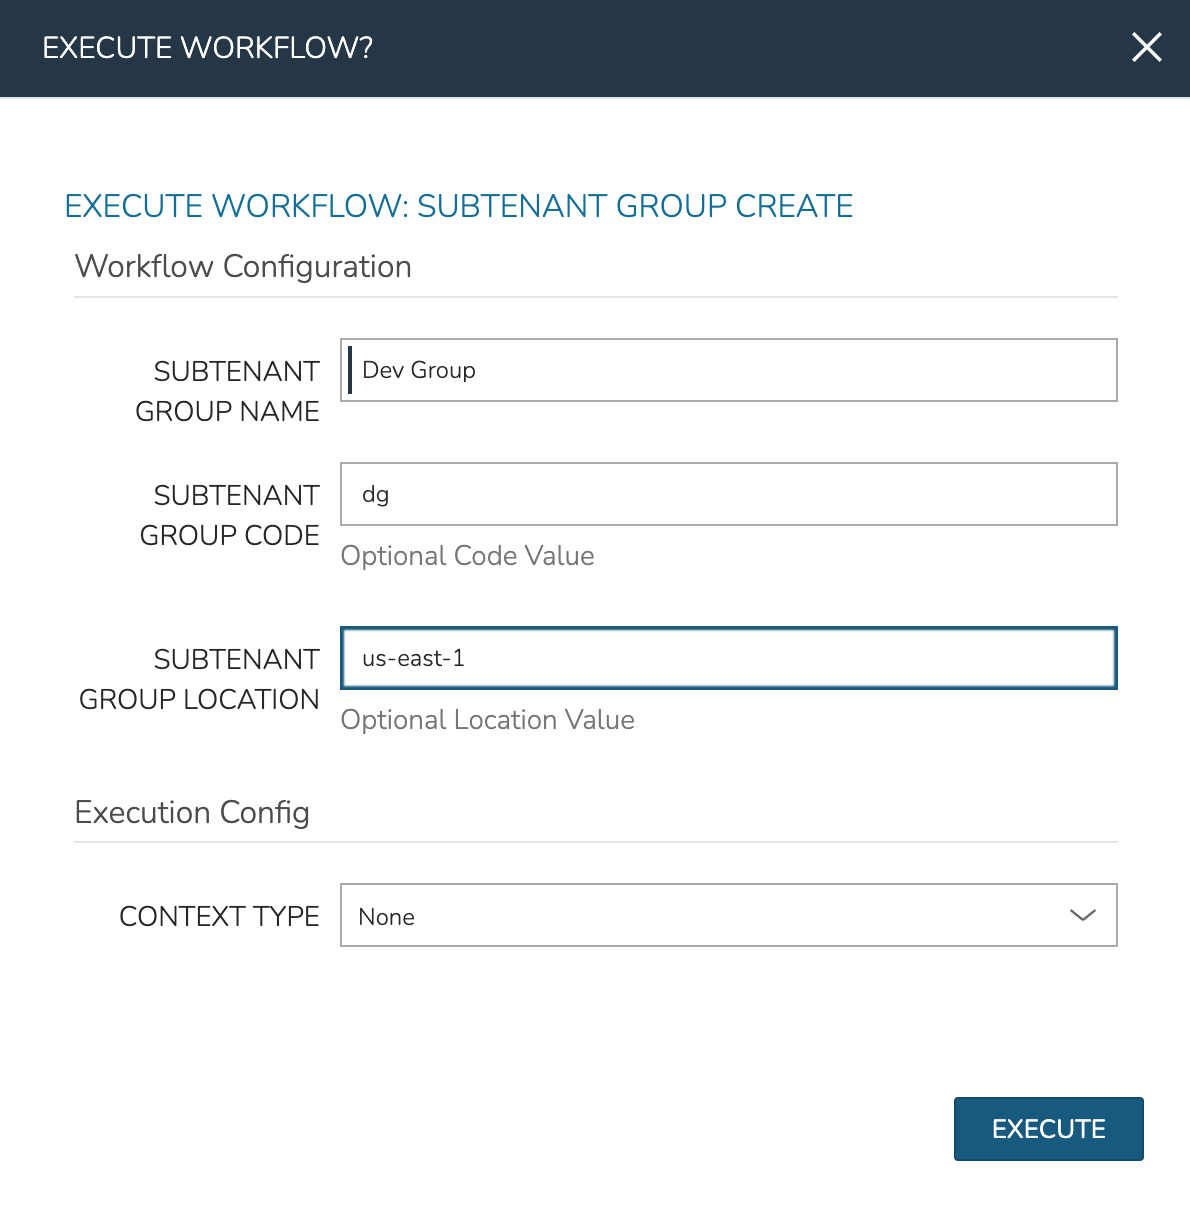 EXECUTE WORKFLOW?
EXECUTE WORKFLOW: SUBTENANT GROUP CREATE
Workflow Configuration
SUBTENANT
GROUP NAME
Dev Group
SUBTENANT
GROUP CODE
dg
Optional Code Value
SUBTENANT
GROUP LOCATION
us-east-1
Optional Location Value
Execution Config
CONTEXT TYPE
None
EXECUTE